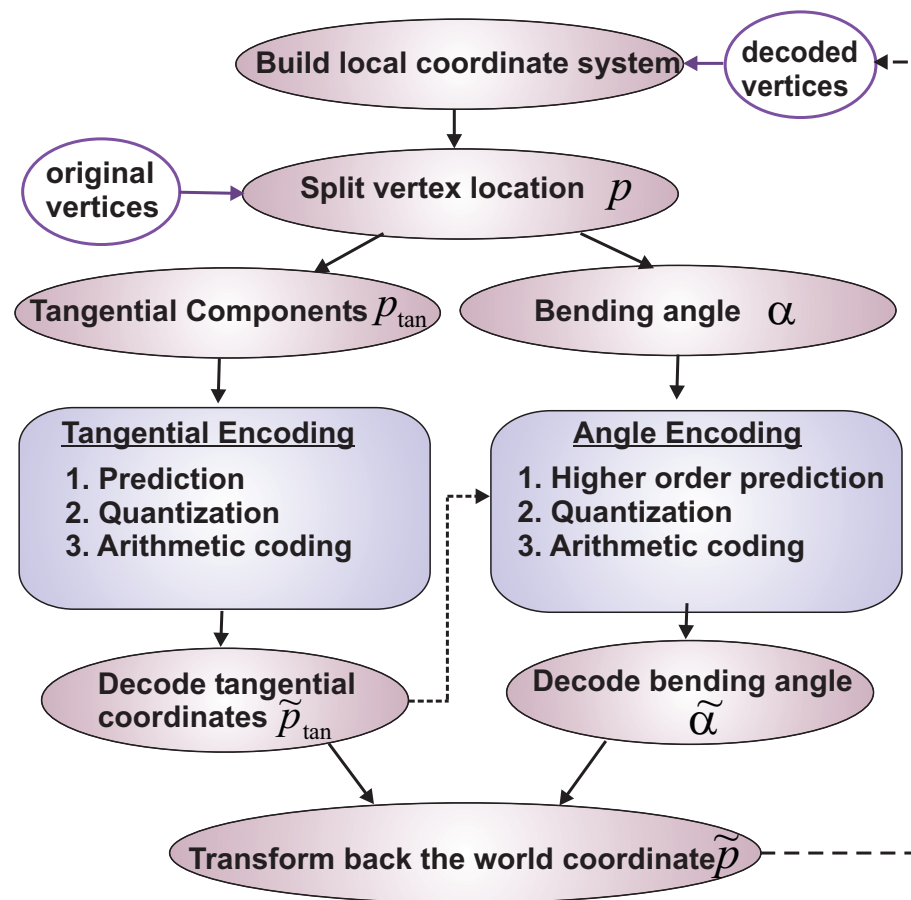 Build local coordinate system
decoded
vertices
original
vertices
Split vertex location p
Tangential Components p_tan
Bending angle α
Tangential Encoding
1. Prediction
2. Quantization
3. Arithmetic coding
Angle Encoding
1. Higher order prediction
2. Quantization
3. Arithmetic coding
Decode tangential
coordinates p̃_tan
Decode bending angle
α̃
Transform back the world coordinate p̃